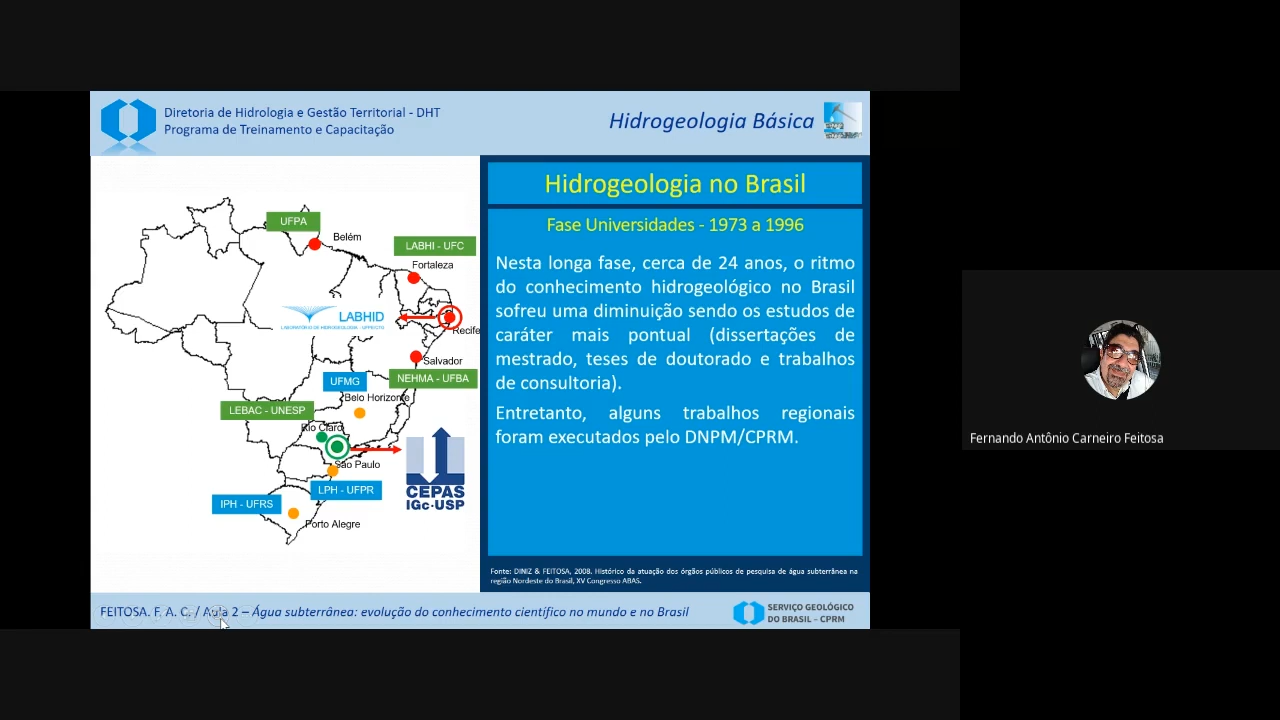 Diretoria de Hidrologia e Gestão Territorial - DHT
Programa de Treinamento e Capacitação
Hidrogeologia Básica
UFPA
Belém
LABHI - UFC
Fortaleza
LABHID
LABORATÓRIO DE HIDROGEOLOGIA - UFPE/CTG
Recife
Salvador
NEHMA - UFBA
UFMG
Belo Horizonte
LEBAC - UNESP
Rio Claro
São Paulo
CEPAS
IGc-USP
LPH - UFPR
IPH - UFRS
Porto Alegre
Hidrogeologia no Brasil
Fase Universidades - 1973 a 1996
Nesta longa fase, cerca de 24 anos, o ritmo
do conhecimento hidrogeológico no Brasil
sofreu uma diminuição sendo os estudos de
caráter mais pontual (dissertações de
mestrado, teses de doutorado e trabalhos
de consultoria).
Entretanto, alguns trabalhos regionais
foram executados pelo DNPM/CPRM.
Fonte: DINIZ & FEITOSA, 2008. Histórico da atuação dos órgãos públicos de pesquisa de água subterrânea na
região Nordeste do Brasil, XV Congresso ABAS.
FEITOSA. F. A. C. / Aula 2 – Água subterrânea: evolução do conhecimento científico no mundo e no Brasil
SERVIÇO GEOLÓGICO
DO BRASIL – CPRM
Fernando Antônio Carneiro Feitosa